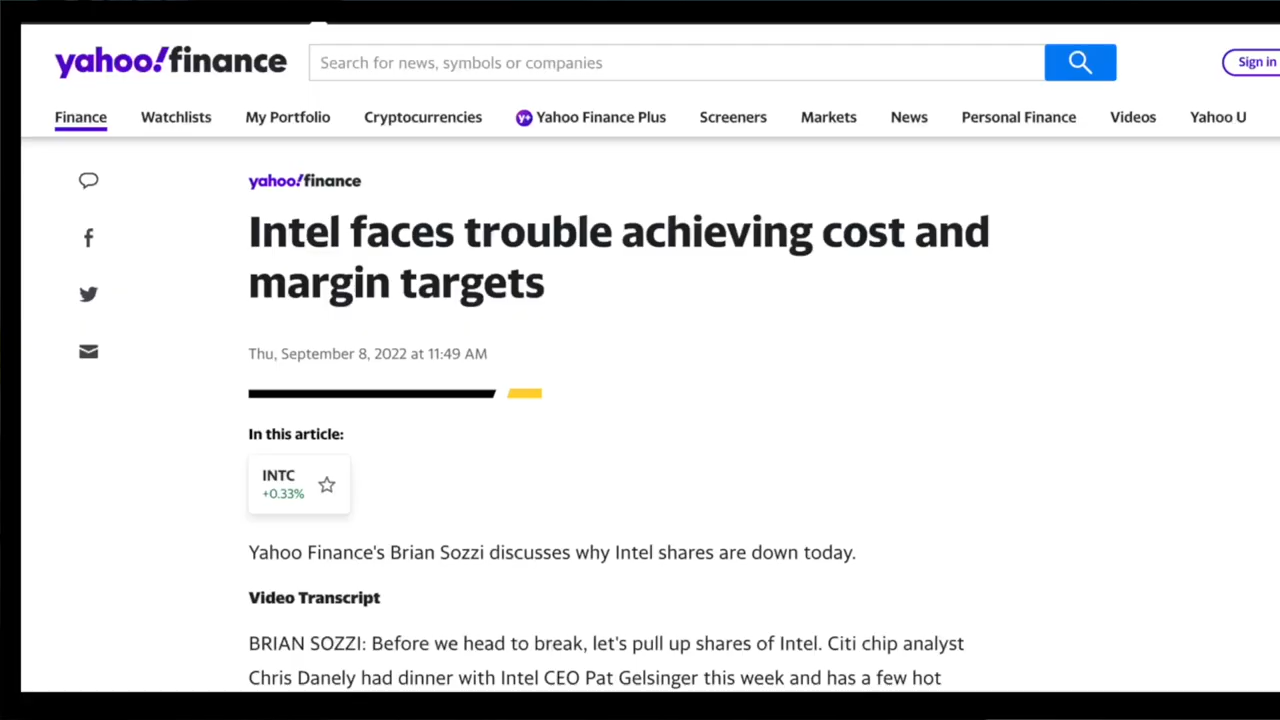 yahoo!finance
Search for news, symbols or companies
Sign in
Finance Watchlists My Portfolio Cryptocurrencies Y+ Yahoo Finance Plus Screeners Markets News Personal Finance Videos Yahoo U
yahoo!finance
Intel faces trouble achieving cost and
margin targets
Thu, September 8, 2022 at 11:49 AM
In this article:
INTC
+0.33%
Yahoo Finance's Brian Sozzi discusses why Intel shares are down today.
Video Transcript
BRIAN SOZZI: Before we head to break, let's pull up shares of Intel. Citi chip analyst
Chris Danely had dinner with Intel CEO Pat Gelsinger this week and has a few hot